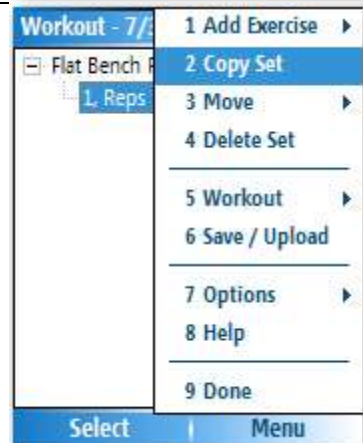 Workout - 7/
Flat Bench
1, Reps
1 Add Exercise
2 Copy Set
3 Move
4 Delete Set
5 Workout
6 Save / Upload
7 Options
8 Help
9 Done
Select
Menu